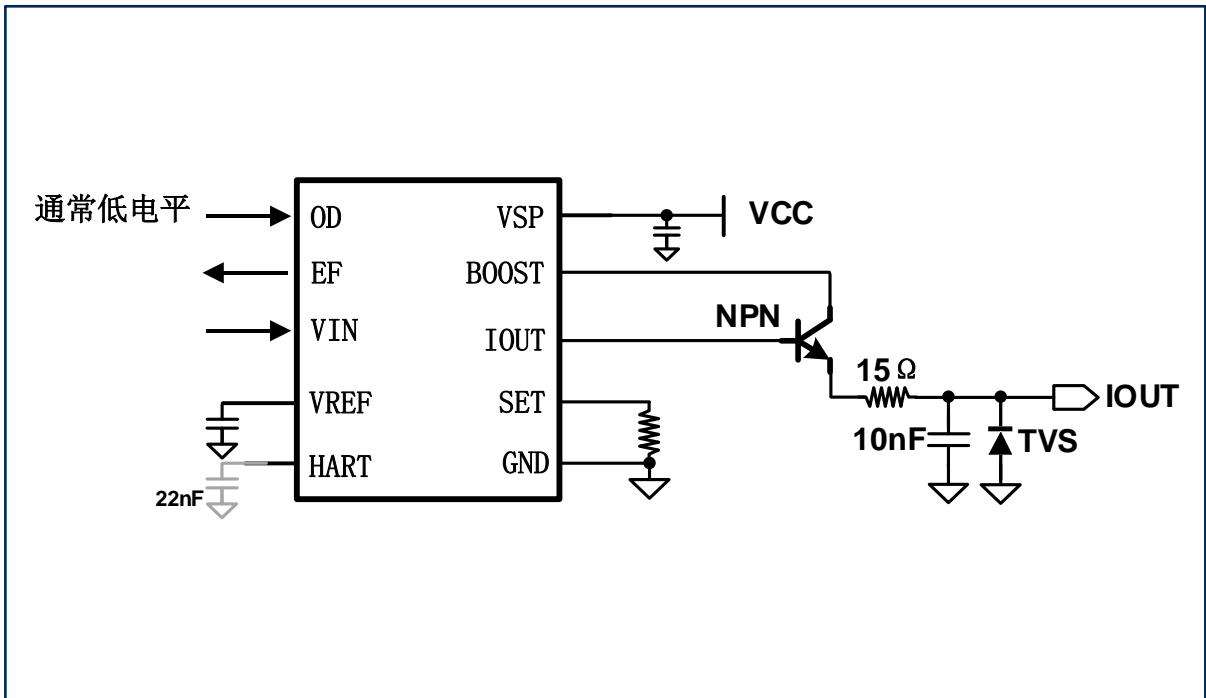 通常低电平
OD
EF
VIN
VREF
HART
22nF
VSP
BOOST
IOUT
SET
GND
VCC
NPN
15Ω
10nF
TVS
IOUT